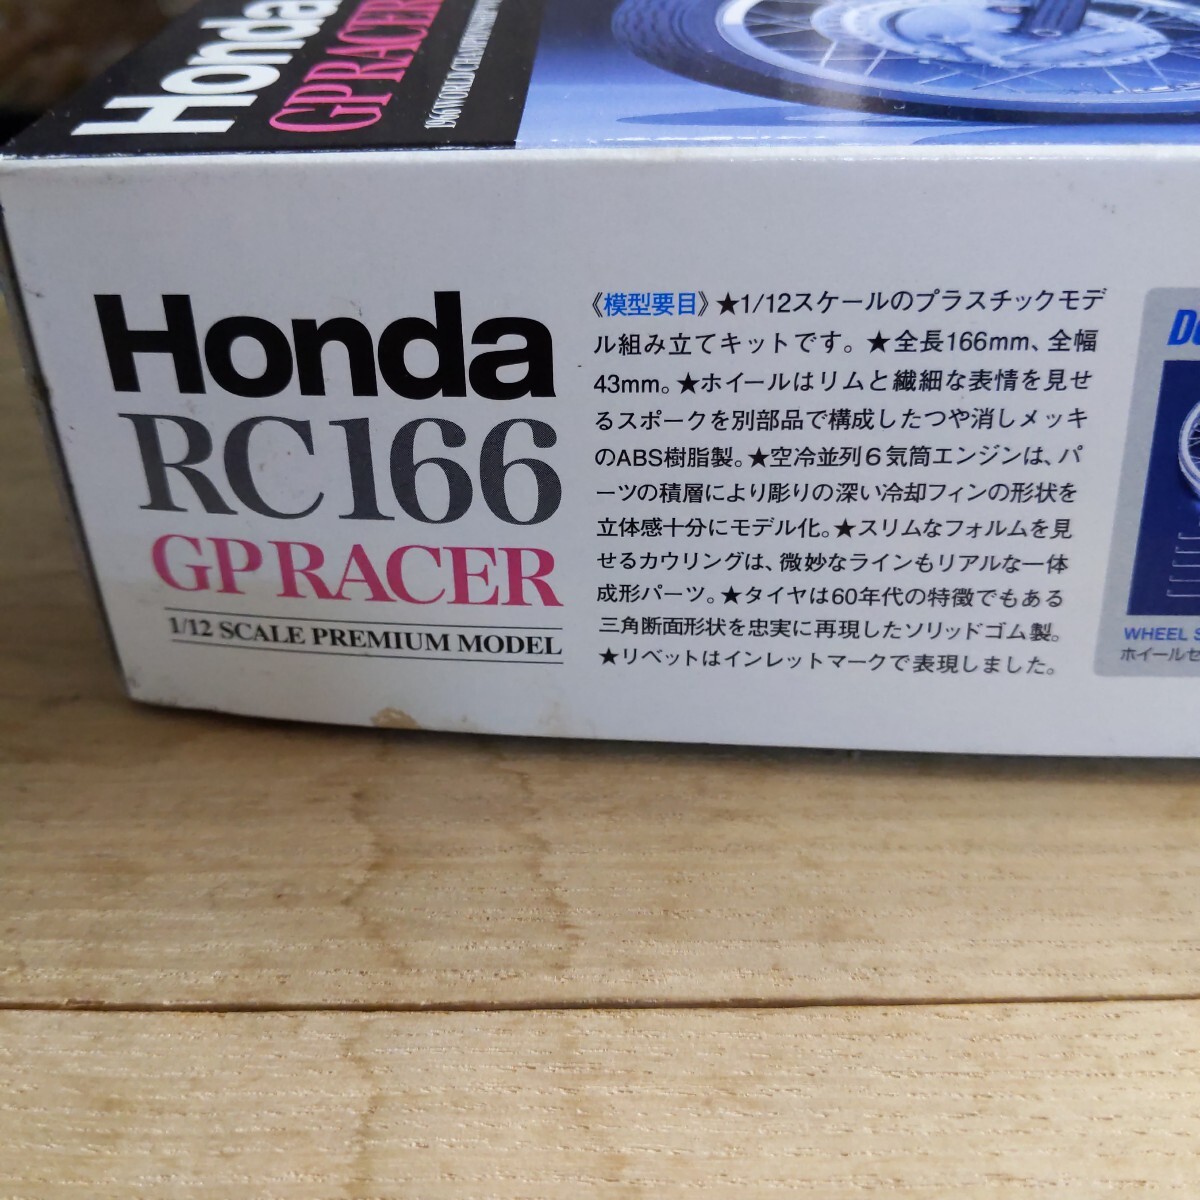 Honda
GP RACER
Honda
RC166
GP RACER
1/12 SCALE PREMIUM MODEL
《模型要目》★1/12スケールのプラスチックモデ
ル組み立てキットです。★全長166mm、全幅
43mm。★ホイールはリムと繊細な表情を見せ
るスポークを別部品で構成したつや消しメッキ
のABS樹脂製。★空冷並列6気筒エンジンは、パ
ーツの積層により彫りの深い冷却フィンの形状を
立体感十分にモデル化。★スリムなフォルムを見
せるカウリングは、微妙なラインもリアルな一体
成形パーツ。★タイヤは60年代の特徴でもある
三角断面形状を忠実に再現したソリッドゴム製。
★リベットはインレットマークで表現しました。
WHEEL
ホイール